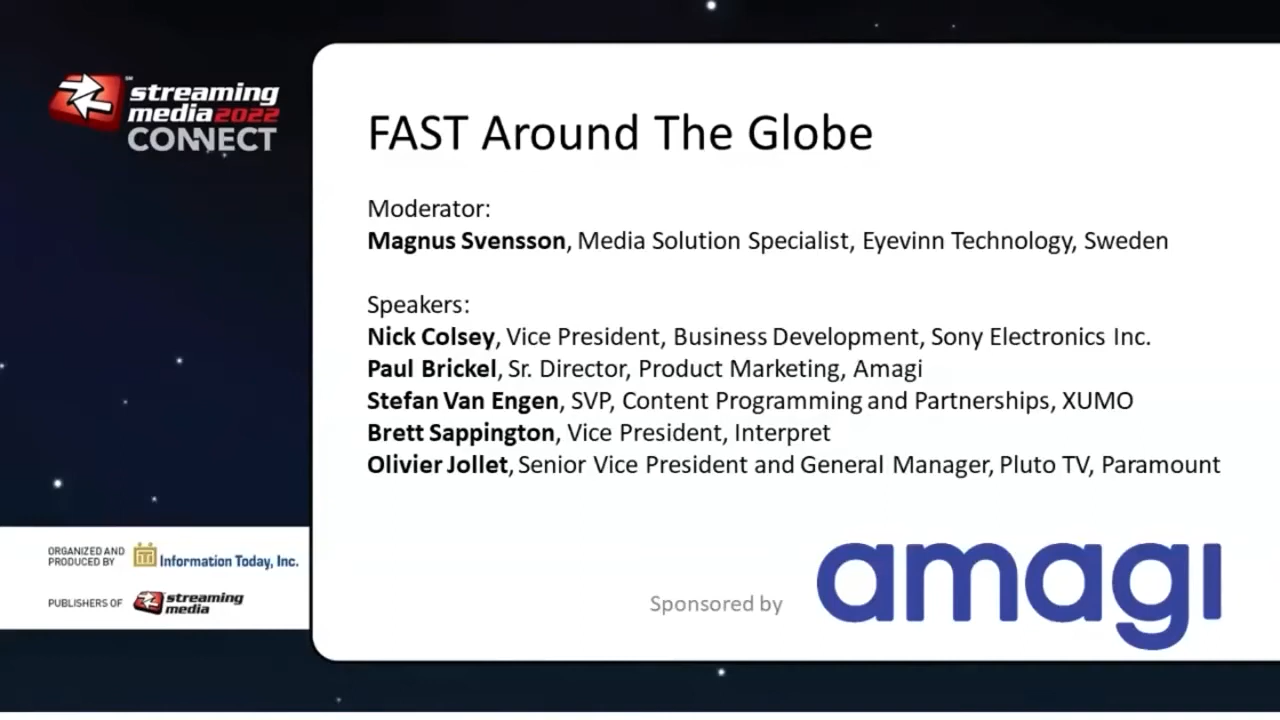 streaming
media2022
CONNECT
FAST Around The Globe
Moderator:
Magnus Svensson, Media Solution Specialist, Eyevinn Technology, Sweden
Speakers:
Nick Colsey, Vice President, Business Development, Sony Electronics Inc.
Paul Brickel, Sr. Director, Product Marketing, Amagi
Stefan Van Engen, SVP, Content Programming and Partnerships, XUMO
Brett Sappington, Vice President, Interpret
Olivier Jollet, Senior Vice President and General Manager, Pluto TV, Paramount
ORGANIZED AND
PRODUCED BY
Information Today, Inc.
PUBLISHERS OF
streaming
media
Sponsored by
amagi